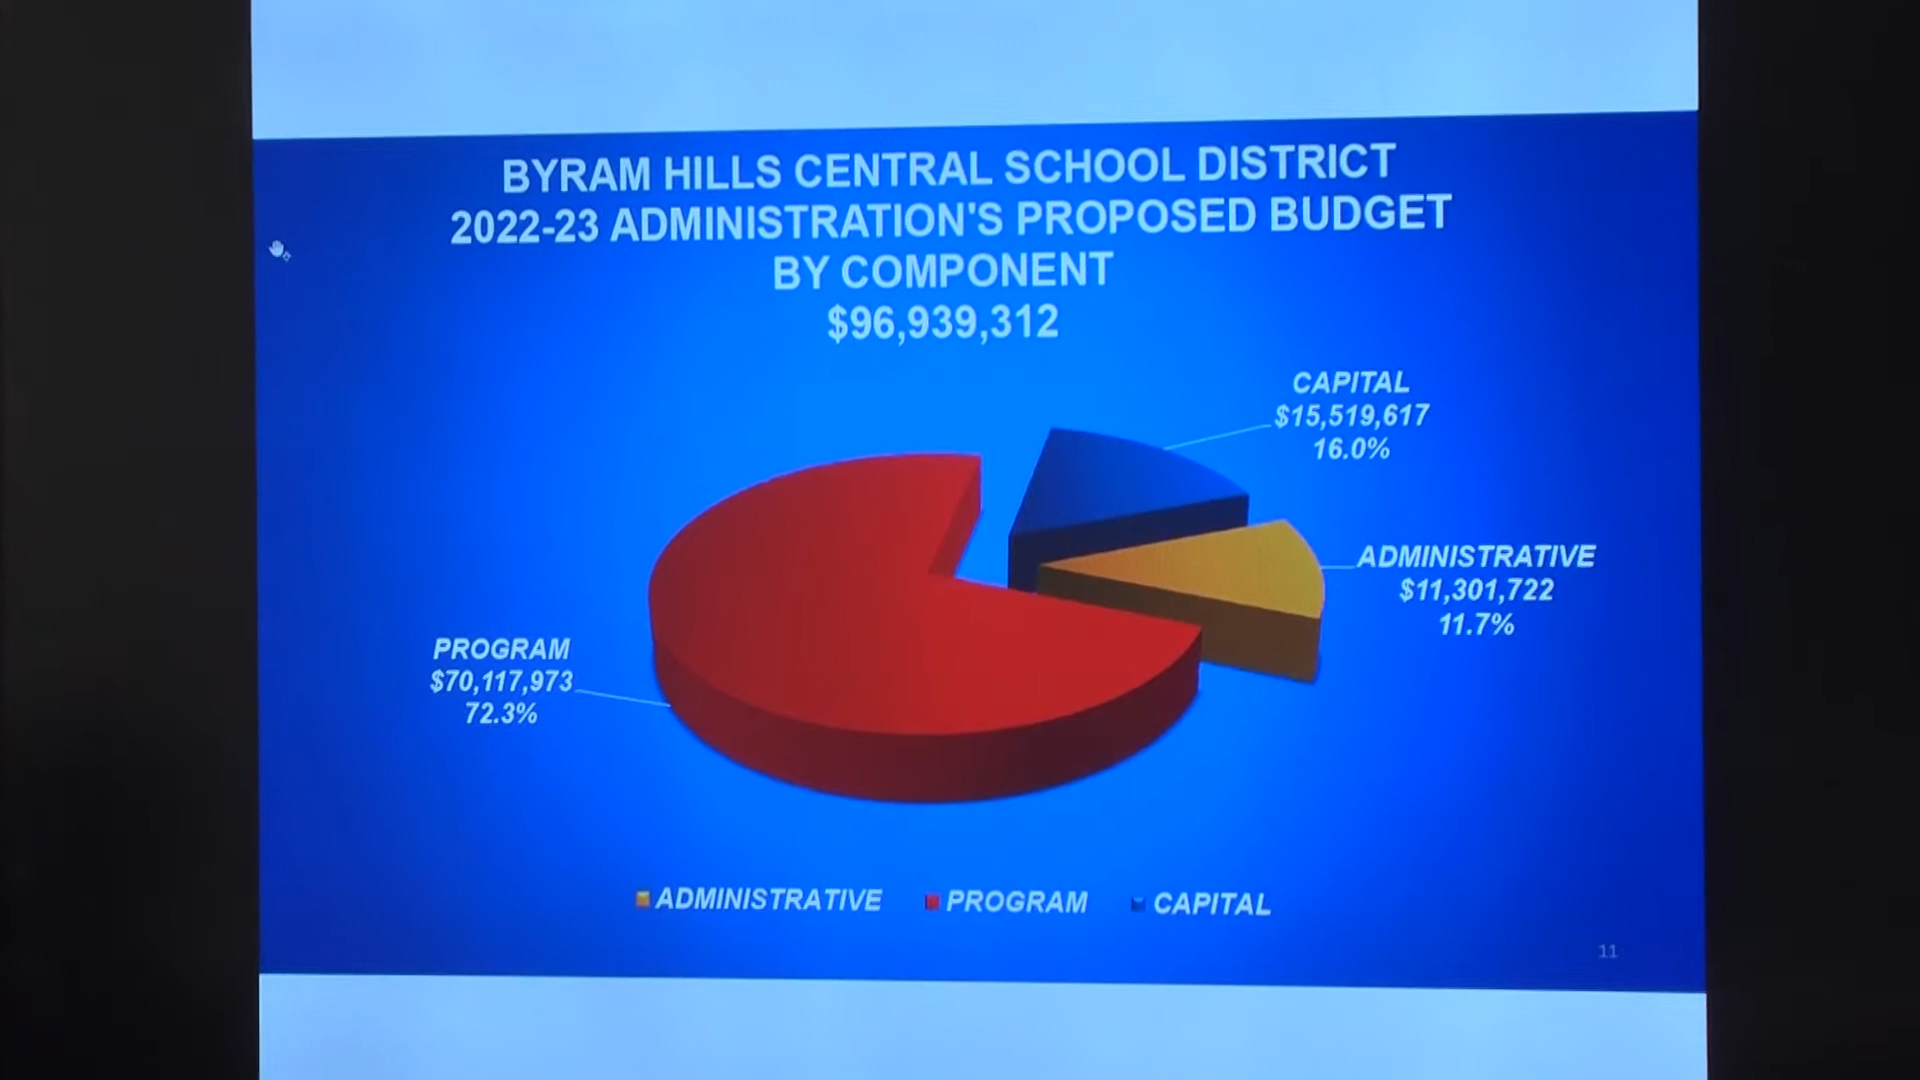 BYRAM HILLS CENTRAL SCHOOL DISTRICT
2022-23 ADMINISTRATION'S PROPOSED BUDGET
BY COMPONENT
$96,939,312
CAPITAL
$15,519,617
16.0%
ADMINISTRATIVE
$11,301,722
11.7%
PROGRAM
$70,117,973
72.3%
ADMINISTRATIVE PROGRAM CAPITAL
11